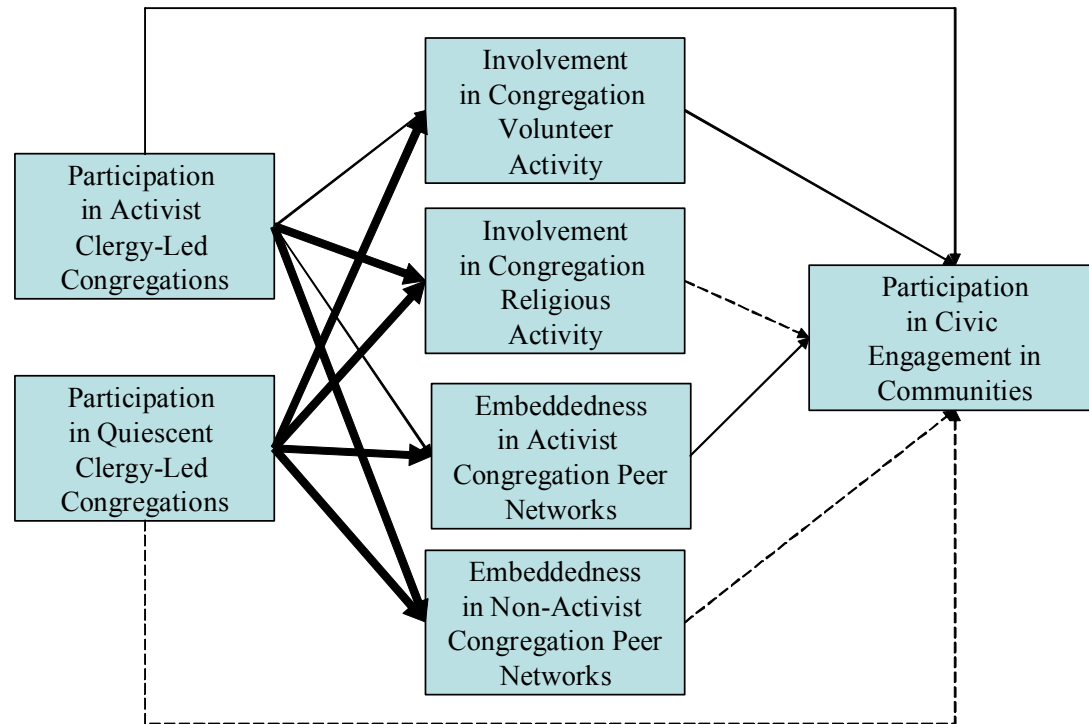 Participation
in Activist
Clergy-Led
Congregations
Participation
in Quiescent
Clergy-Led
Congregations
Involvement
in Congregation
Volunteer
Activity
Involvement
in Congregation
Religious
Activity
Embeddedness
in Activist
Congregation Peer
Networks
Embeddedness
in Non-Activist
Congregation Peer
Networks
Participation
in Civic
Engagement in
Communities